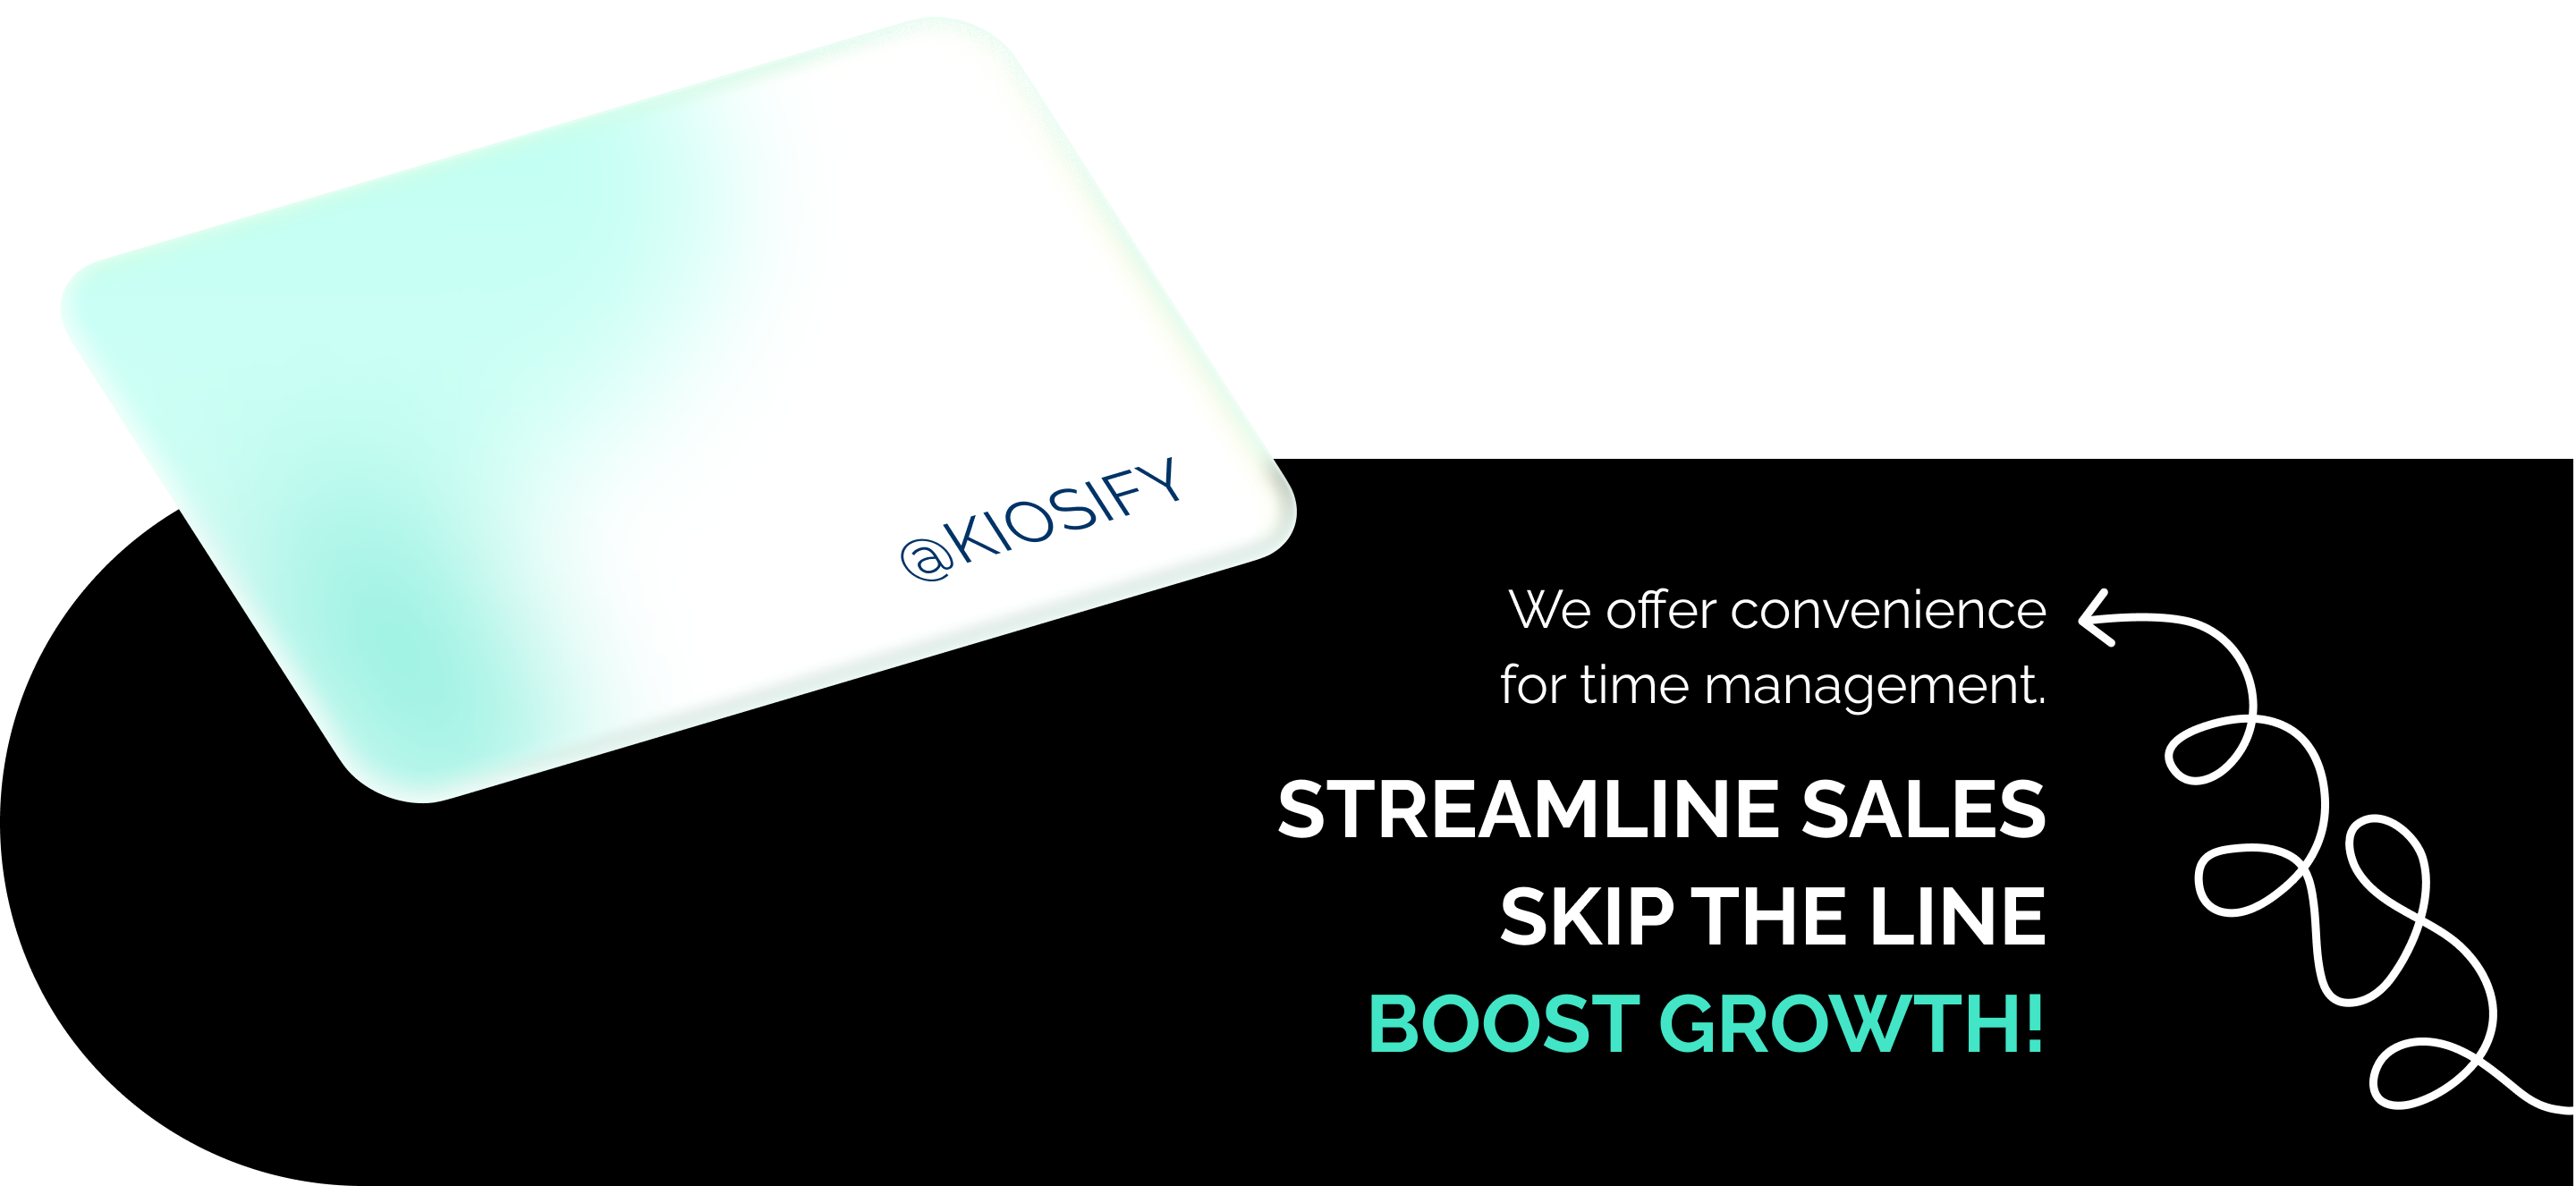 @KIOSIFY
We offer convenience
for time management.
STREAMLINE SALES
SKIP THE LINE
BOOST GROWTH!